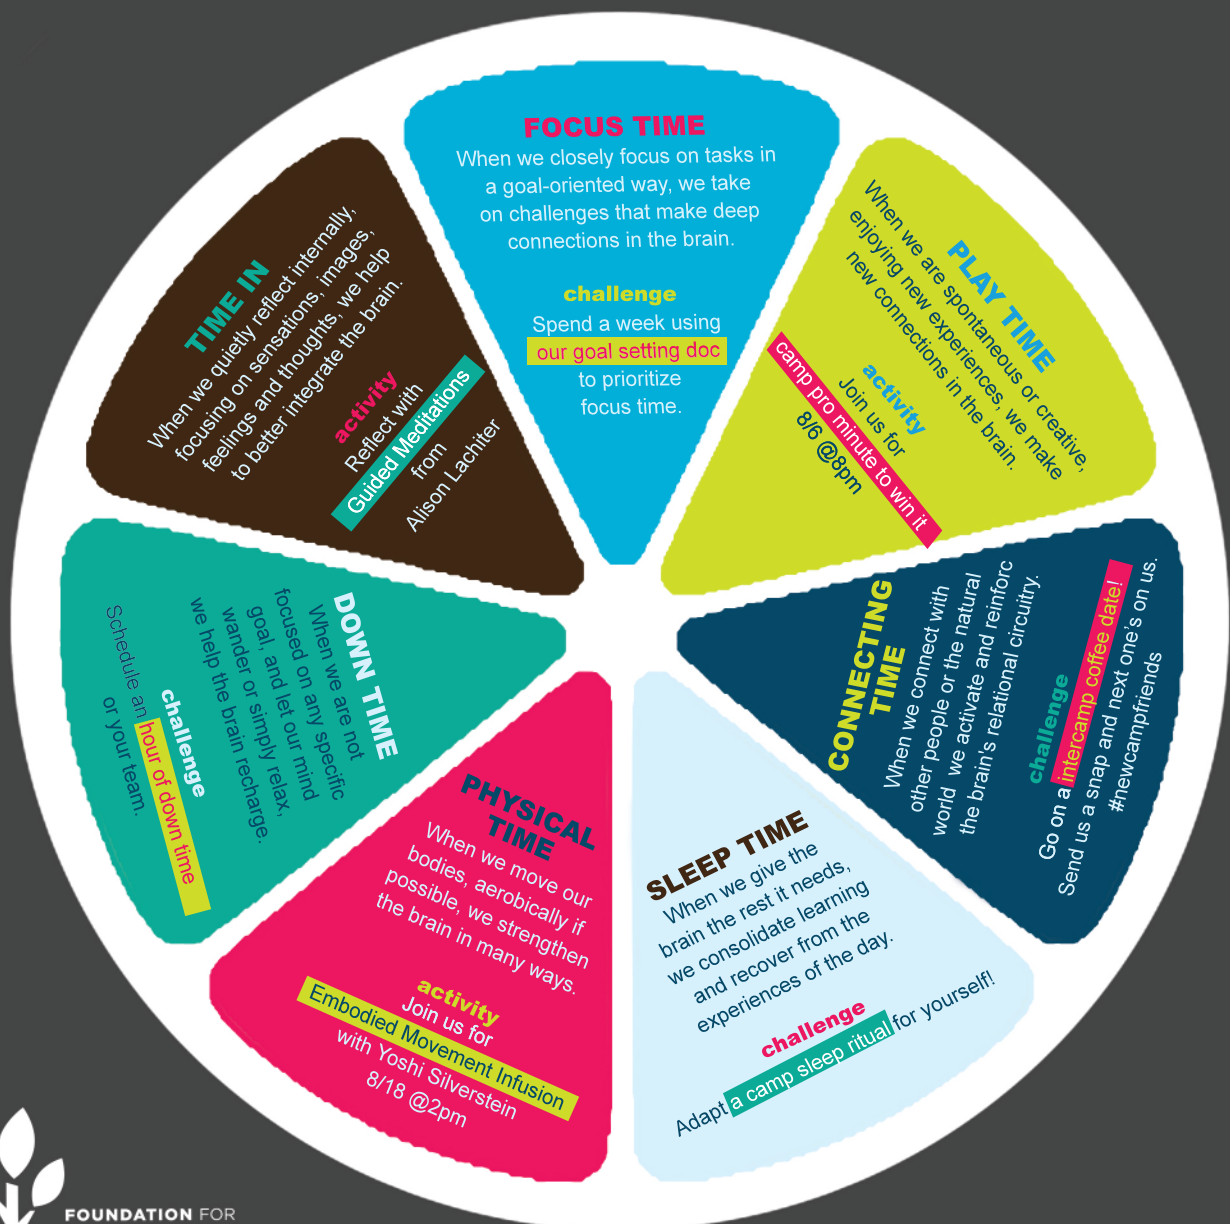 FOCUS TIME
When we closely focus on tasks in
a goal-oriented way, we take
on challenges that make deep
connections in the brain.
challenge
Spend a week using
our goal setting doc
to prioritize
focus time.
PLAY TIME
When we are spontaneous or creative,
enjoying new experiences, we make
new connections in the brain.
activity
Join us for
camp pro minute to win it
8/6 @8pm
CONNECTING
TIME
When we connect with
other people or the natural
world we activate and reinforc
the brain's relational circuitry.
challenge
Go on a intercamp coffee date!
Send us a snap and next one's on us.
#newcampfriends
SLEEP TIME
When we give the
brain the rest it needs,
we consolidate learning
and recover from the
experiences of the day.
challenge
Adapt a camp sleep ritual for yourself!
PHYSICAL
TIME
When we move our
bodies, aerobically if
possible, we strengthen
the brain in many ways.
activity
Join us for
Embodied Movement Infusion
with Yoshi Silverstein
8/18 @2pm
DOWN TIME
When we are not
focused on any specific
goal, and let our mind
wander or simply relax,
we help the brain recharge.
challenge
Schedule an hour of down time
or your team.
TIME IN
When we quietly reflect internally,
focusing on sensations, images,
feelings and thoughts, we help
to better integrate the brain.
activity
Reflect with
Guided Meditations
from
Alison Lachiter
FOUNDATION FOR